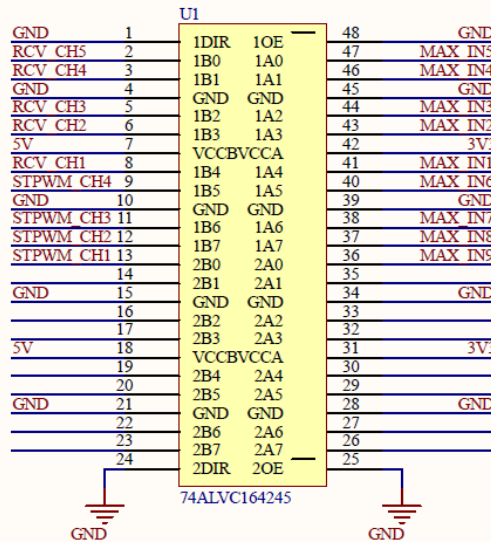 U1
GND 1 1DIR 1OE 48 GND
RCV_CH5 2 1B0 1A0 47 MAX_IN5
RCV_CH4 3 1B1 1A1 46 MAX_IN4
GND 4 GND GND 45 GND
RCV_CH3 5 1B2 1A2 44 MAX_IN3
RCV_CH2 6 1B3 1A3 43 MAX_IN2
5V 7 VCCBVCCA 42 3V3
RCV_CH1 8 1B4 1A4 41 MAX_IN1
STPWM_CH4 9 1B5 1A5 40 MAX_IN6
GND 10 GND GND 39 GND
STPWM_CH3 11 1B6 1A6 38 MAX_IN7
STPWM_CH2 12 1B7 1A7 37 MAX_IN8
STPWM_CH1 13 2B0 2A0 36 MAX_IN9
14 2B1 2A1 35
GND 15 GND GND 34 GND
16 2B2 2A2 33
17 2B3 2A3 32
5V 18 VCCBVCCA 31 3V3
19 2B4 2A4 30
20 2B5 2A5 29
GND 21 GND GND 28 GND
22 2B6 2A6 27
23 2B7 2A7 26
24 2DIR 2OE 25
74ALVC164245
GND GND